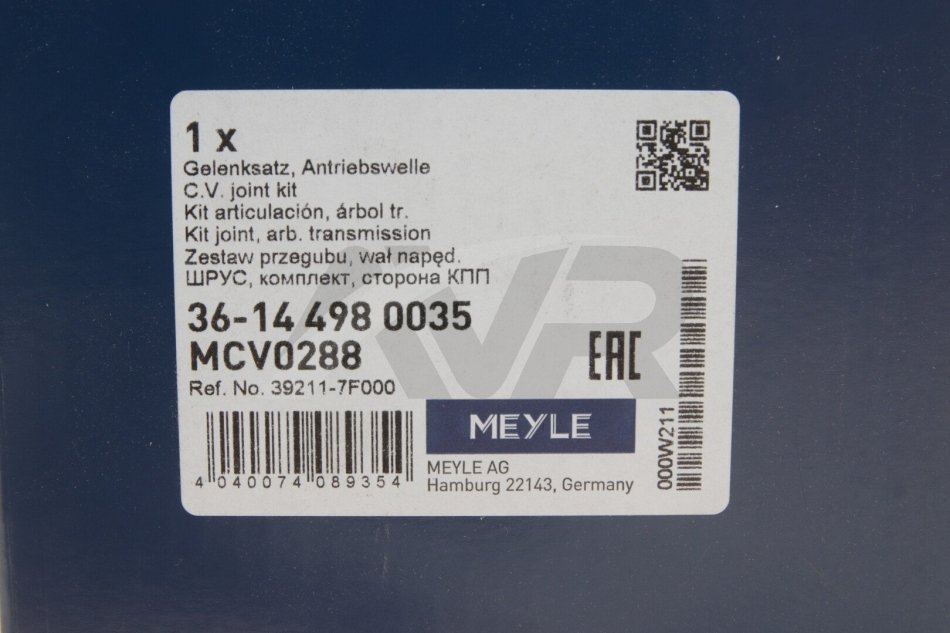 1 x
Gelenksatz, Antriebswelle
C.V. joint kit
Kit articulación, árbol tr.
Kit joint, arb. transmission
Zestaw przegubu, wał napęd.
ШРУС, комплект, сторона КПП
36-14 498 0035
MCV0288
Ref. No. 39211-7F000
VR
EAC
4 040074 089354
MEYLE
MEYLE AG
Hamburg 22143, Germany
000W211